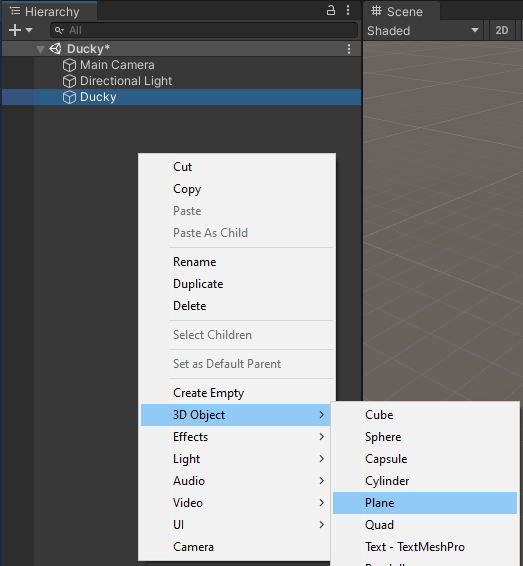 Hierarchy
All
Ducky*
Main Camera
Directional Light
Ducky
Cut
Copy
Paste
Paste As Child
Rename
Duplicate
Delete
Select Children
Set as Default Parent
Create Empty
3D Object
Effects
Light
Audio
Video
UI
Camera
Scene
Shaded
2D
Cube
Sphere
Capsule
Cylinder
Plane
Quad
Text - TextMeshPro